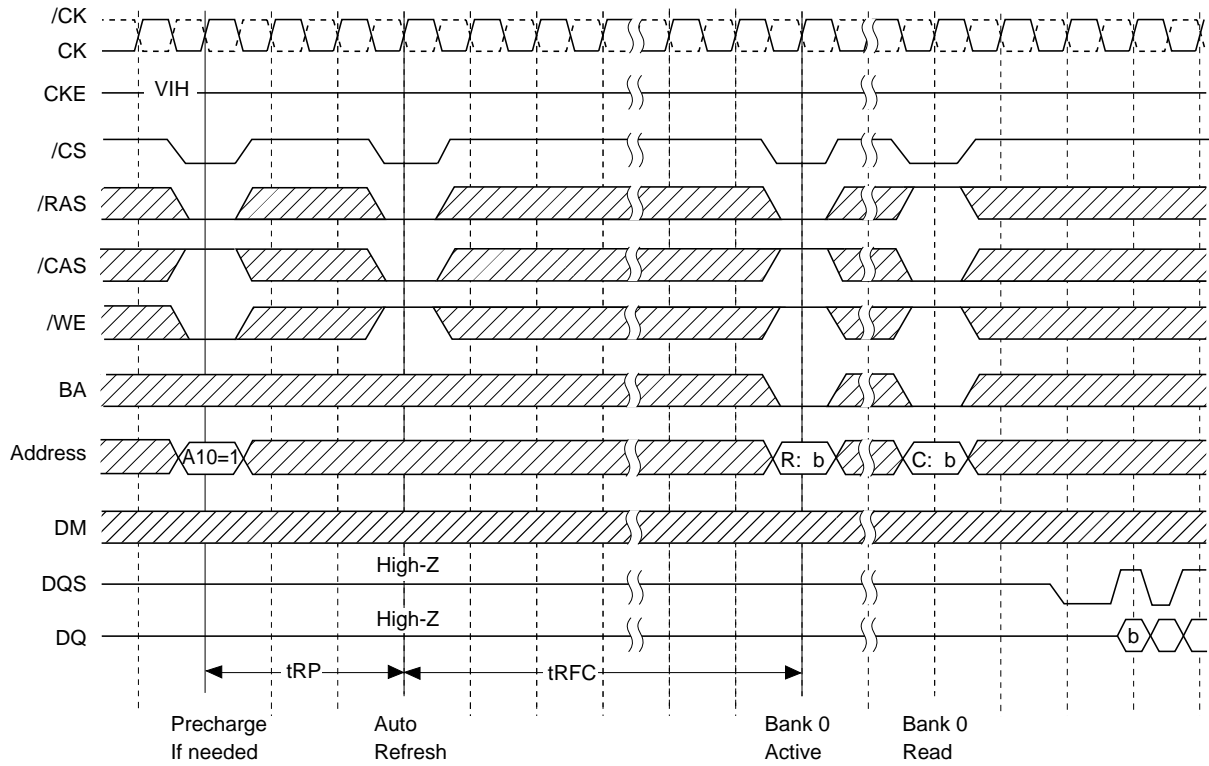 /CK
CK
CKE
VIH
/CS
/RAS
/CAS
/WE
BA
Address
A10=1
R: b
C: b
DM
High-Z
DQS
High-Z
DQ
b
tRP
tRFC
Precharge
If needed
Auto
Refresh
Bank 0
Active
Bank 0
Read